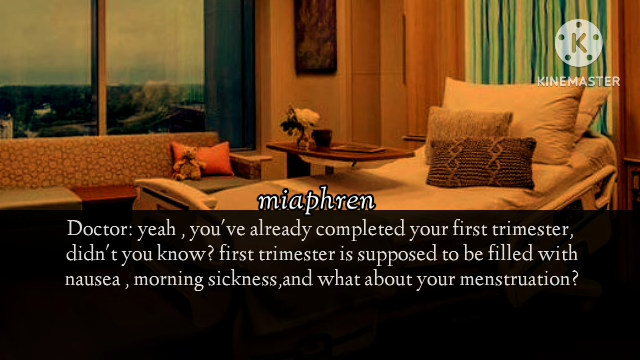 K
KINEMASTER
miaphren
Doctor: yeah , you've already completed your first trimester,
didn't you know? first trimester is supposed to be filled with
nausea , morning sickness,and what about your menstruation?